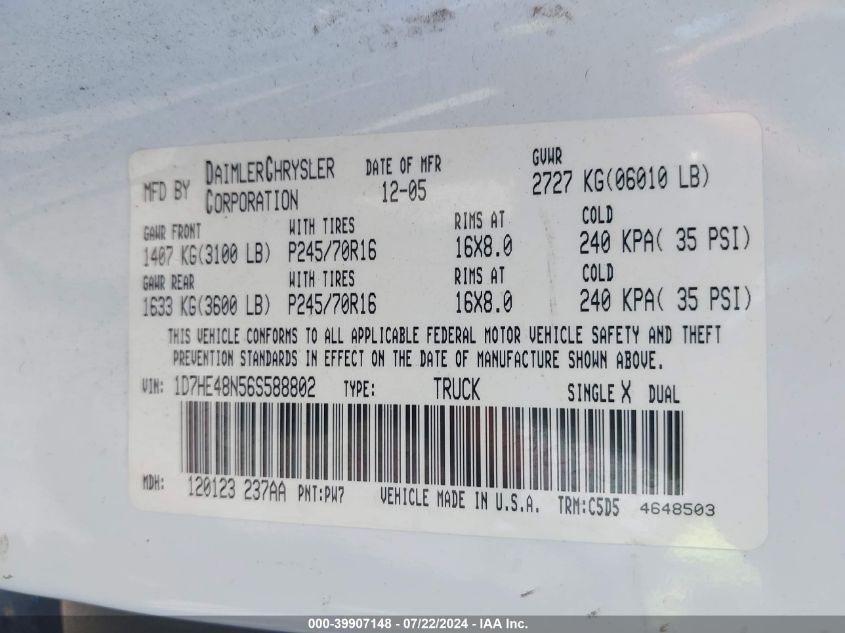 MFD BY DAIMLERCHRYSLER CORPORATION DATE OF MFR 12-05 GVWR 2727 KG(06010 LB)
GAWR FRONT WITH TIRES RIMS AT COLD
1407 KG(3100 LB) P245/70R16 16X8.0 240 KPA( 35 PSI)
GAWR REAR WITH TIRES RIMS AT COLD
1633 KG(3600 LB) P245/70R16 16X8.0 240 KPA( 35 PSI)
THIS VEHICLE CONFORMS TO ALL APPLICABLE FEDERAL MOTOR VEHICLE SAFETY AND THEFT
PREVENTION STANDARDS IN EFFECT ON THE DATE OF MANUFACTURE SHOWN ABOVE.
VIN: 1D7HE48N56S588802 TYPE: TRUCK SINGLE X DUAL
MDH: 120123 237AA PNT:PW7 VEHICLE MADE IN U.S.A. TRM:C5D5 4648503
000-39907148 - 07/22/2024 - IAA Inc.